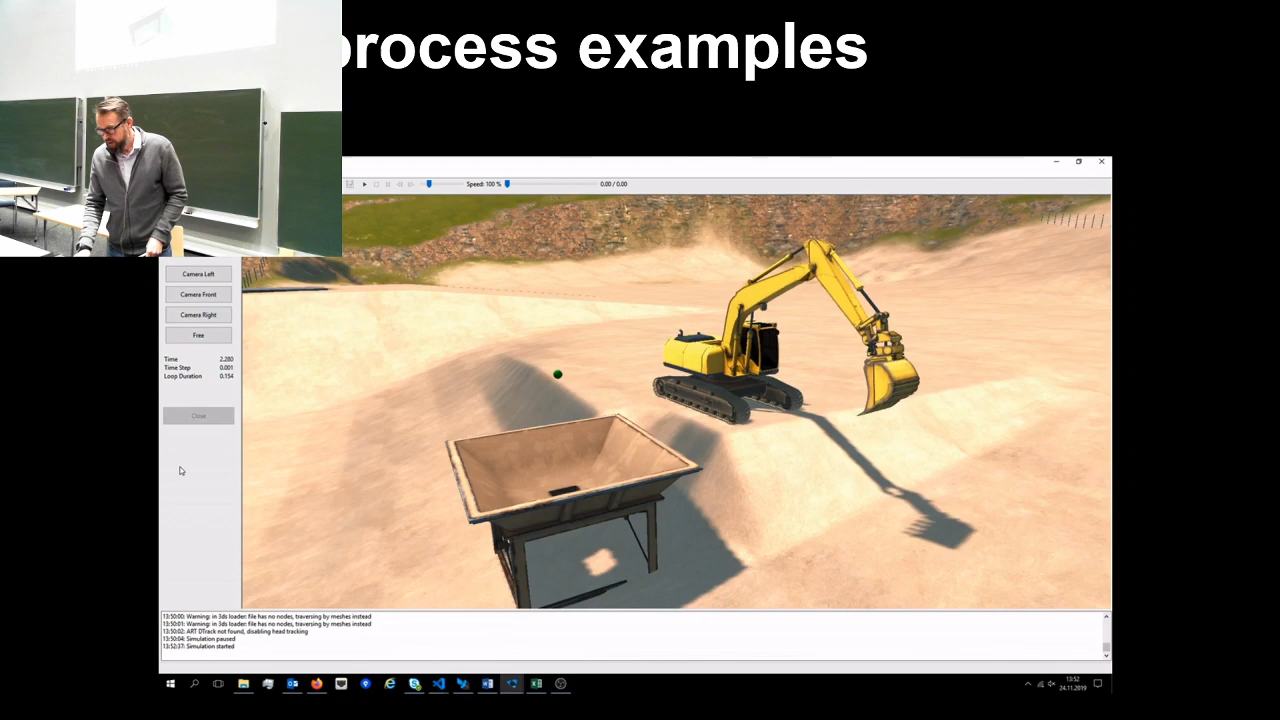 process examples
Speed: 100 %
0.00 / 0.00
Camera Left
Camera Front
Camera Right
Free
Time 2.280
Time Step 0.001
Loop Duration 0.154
Close
13:50:00: Warning: in 3ds loader: file has no nodes, traversing by meshes instead
13:50:01: Warning: in 3ds loader: file has no nodes, traversing by meshes instead
13:50:02: ART DTrack not found, disabling head tracking
13:50:04: Simulation paused
13:52:37: Simulation started
13:52
24.11.2019